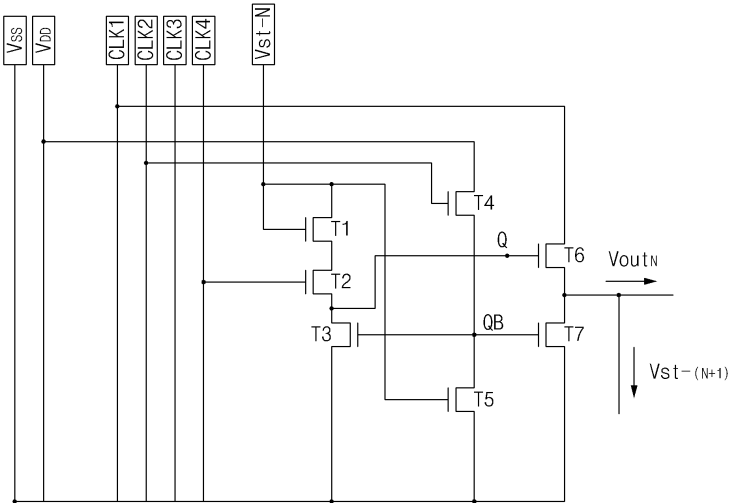 VSS
VDD
CLK1
CLK2
CLK3
CLK4
Vst-N
T4
T1
Q
T6
VoutN
T2
T3
QB
T7
Vst-(N+1)
T5